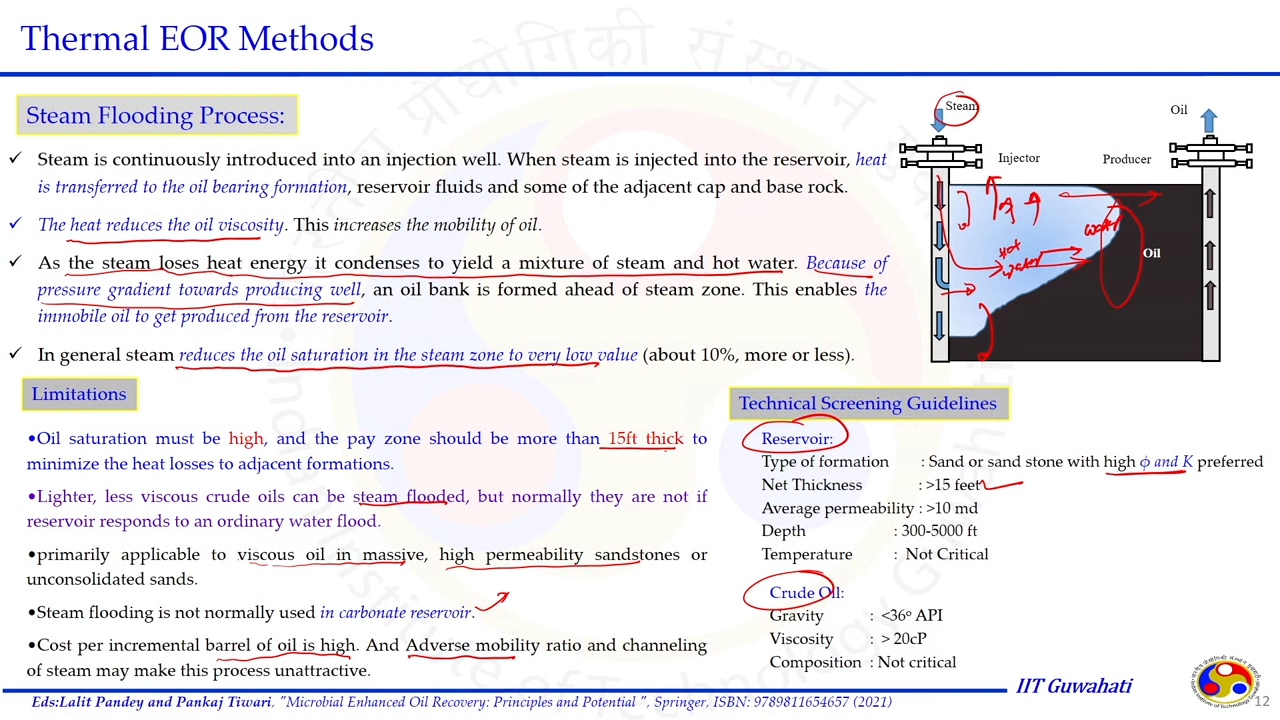 Thermal EOR Methods
Steam Flooding Process:
✓ Steam is continuously introduced into an injection well. When steam is injected into the reservoir, heat
is transferred to the oil bearing formation, reservoir fluids and some of the adjacent cap and base rock.
✓ The heat reduces the oil viscosity. This increases the mobility of oil.
✓ As the steam loses heat energy it condenses to yield a mixture of steam and hot water. Because of
pressure gradient towards producing well, an oil bank is formed ahead of steam zone. This enables the
immobile oil to get produced from the reservoir.
✓ In general steam reduces the oil saturation in the steam zone to very low value (about 10%, more or less).
Steam
Oil
Injector
Producer
water
hot
water
Oil
Limitations
•Oil saturation must be high, and the pay zone should be more than 15ft thick to
minimize the heat losses to adjacent formations.
•Lighter, less viscous crude oils can be steam flooded, but normally they are not if
reservoir responds to an ordinary water flood.
•primarily applicable to viscous oil in massive, high permeability sandstones or
unconsolidated sands.
•Steam flooding is not normally used in carbonate reservoir.
•Cost per incremental barrel of oil is high. And Adverse mobility ratio and channeling
of steam may make this process unattractive.
Technical Screening Guidelines
Reservoir:
Type of formation : Sand or sand stone with high ϕ and K preferred
Net Thickness : >15 feet
Average permeability : >10 md
Depth : 300-5000 ft
Temperature : Not Critical
Crude Oil:
Gravity : <36º API
Viscosity : > 20cP
Composition : Not critical
IIT Guwahati
Eds:Lalit Pandey and Pankaj Tiwari, "Microbial Enhanced Oil Recovery: Principles and Potential ", Springer, ISBN: 9789811654657 (2021)
12